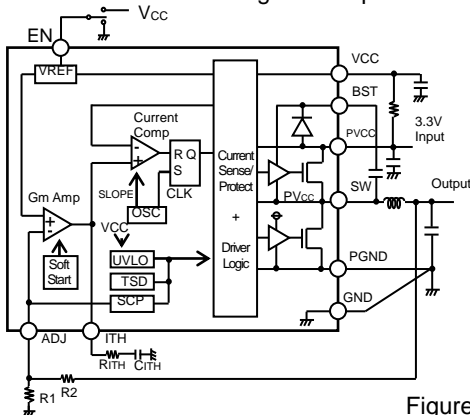 VCC
EN
VREF
VCC
BST
3.3V
Input
PVCC
Current
Comp
R Q
S
CLK
SLOPE
OSC
VCC
Gm Amp
Soft
Start
UVLO
TSD
SCP
Current
Sense/
Protect
+
Driver
Logic
PVCC
SW
Output
PGND
GND
ADJ
ITH
RITH
CITH
R1
R2
Figure